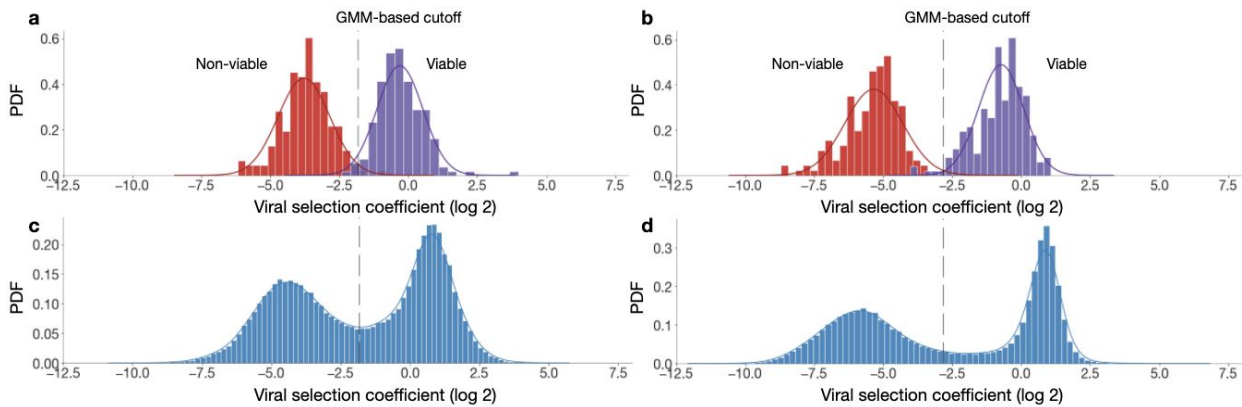 a
GMM-based cutoff
0.6
Non-viable
Viable
0.4
PDF
0.2
0.0
−12.5 −10.0 −7.5 −5.0 −2.5 0.0 2.5 5.0 7.5
Viral selection coefficient (log 2)
b
GMM-based cutoff
0.6
Non-viable
Viable
0.4
PDF
0.2
0.0
−12.5 −10.0 −7.5 −5.0 −2.5 0.0 2.5 5.0 7.5
Viral selection coefficient (log 2)
c
0.20
0.15
PDF
0.10
0.05
0.00
−12.5 −10.0 −7.5 −5.0 −2.5 0.0 2.5 5.0 7.5
Viral selection coefficient (log 2)
d
0.3
0.2
PDF
0.1
0.0
−12.5 −10.0 −7.5 −5.0 −2.5 0.0 2.5 5.0 7.5
Viral selection coefficient (log 2)